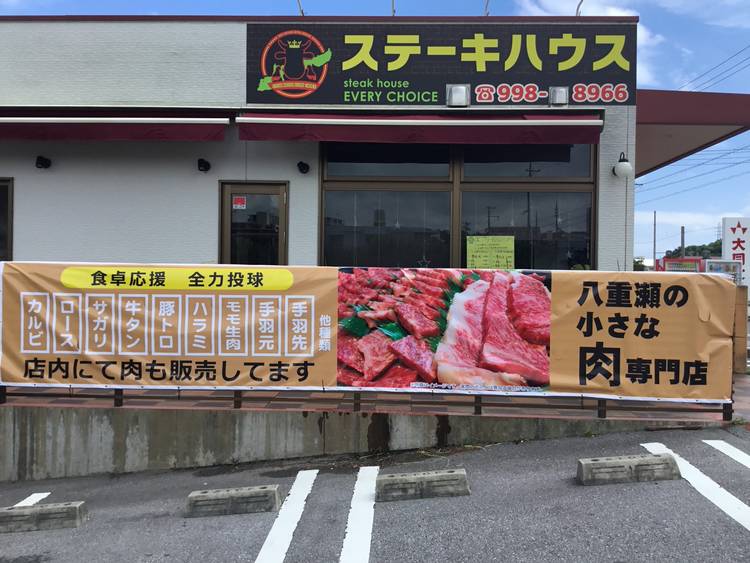 ステーキハウス
steak house
EVERY CHOICE
☎998-8966
食卓応援 全力投球
カルビ
ロース
サガリ
牛タン
豚トロ
ハラミ
モモ生肉
手羽元
手羽先
他種類
店内にて肉も販売してます
八重瀬の
小さな
肉専門店